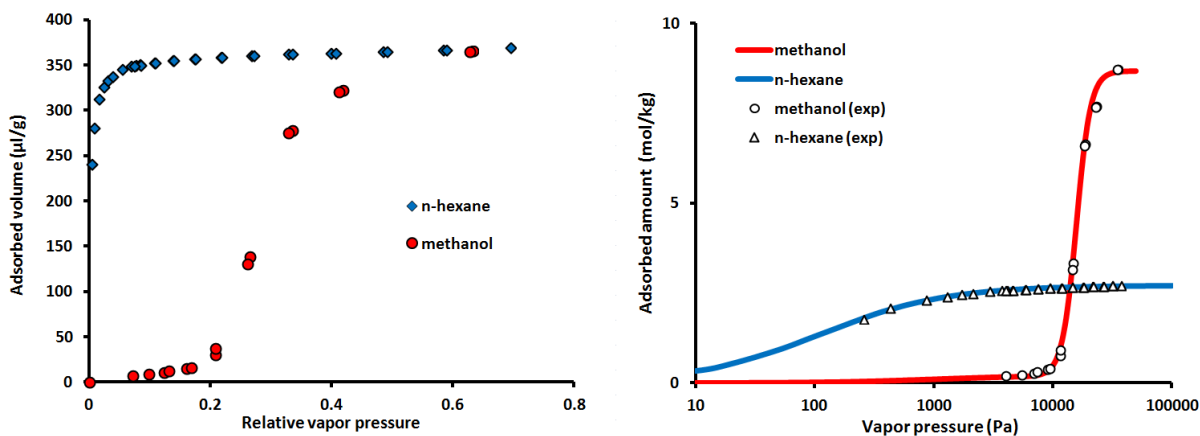 400
350
300
250
200
150
100
50
0
Adsorbed volume (µl/g)
n-hexane
methanol
0
0.2
0.4
0.6
0.8
Relative vapor pressure
10
5
0
Adsorbed amount (mol/kg)
methanol
n-hexane
methanol (exp)
n-hexane (exp)
10
100
1000
10000
100000
Vapor pressure (Pa)